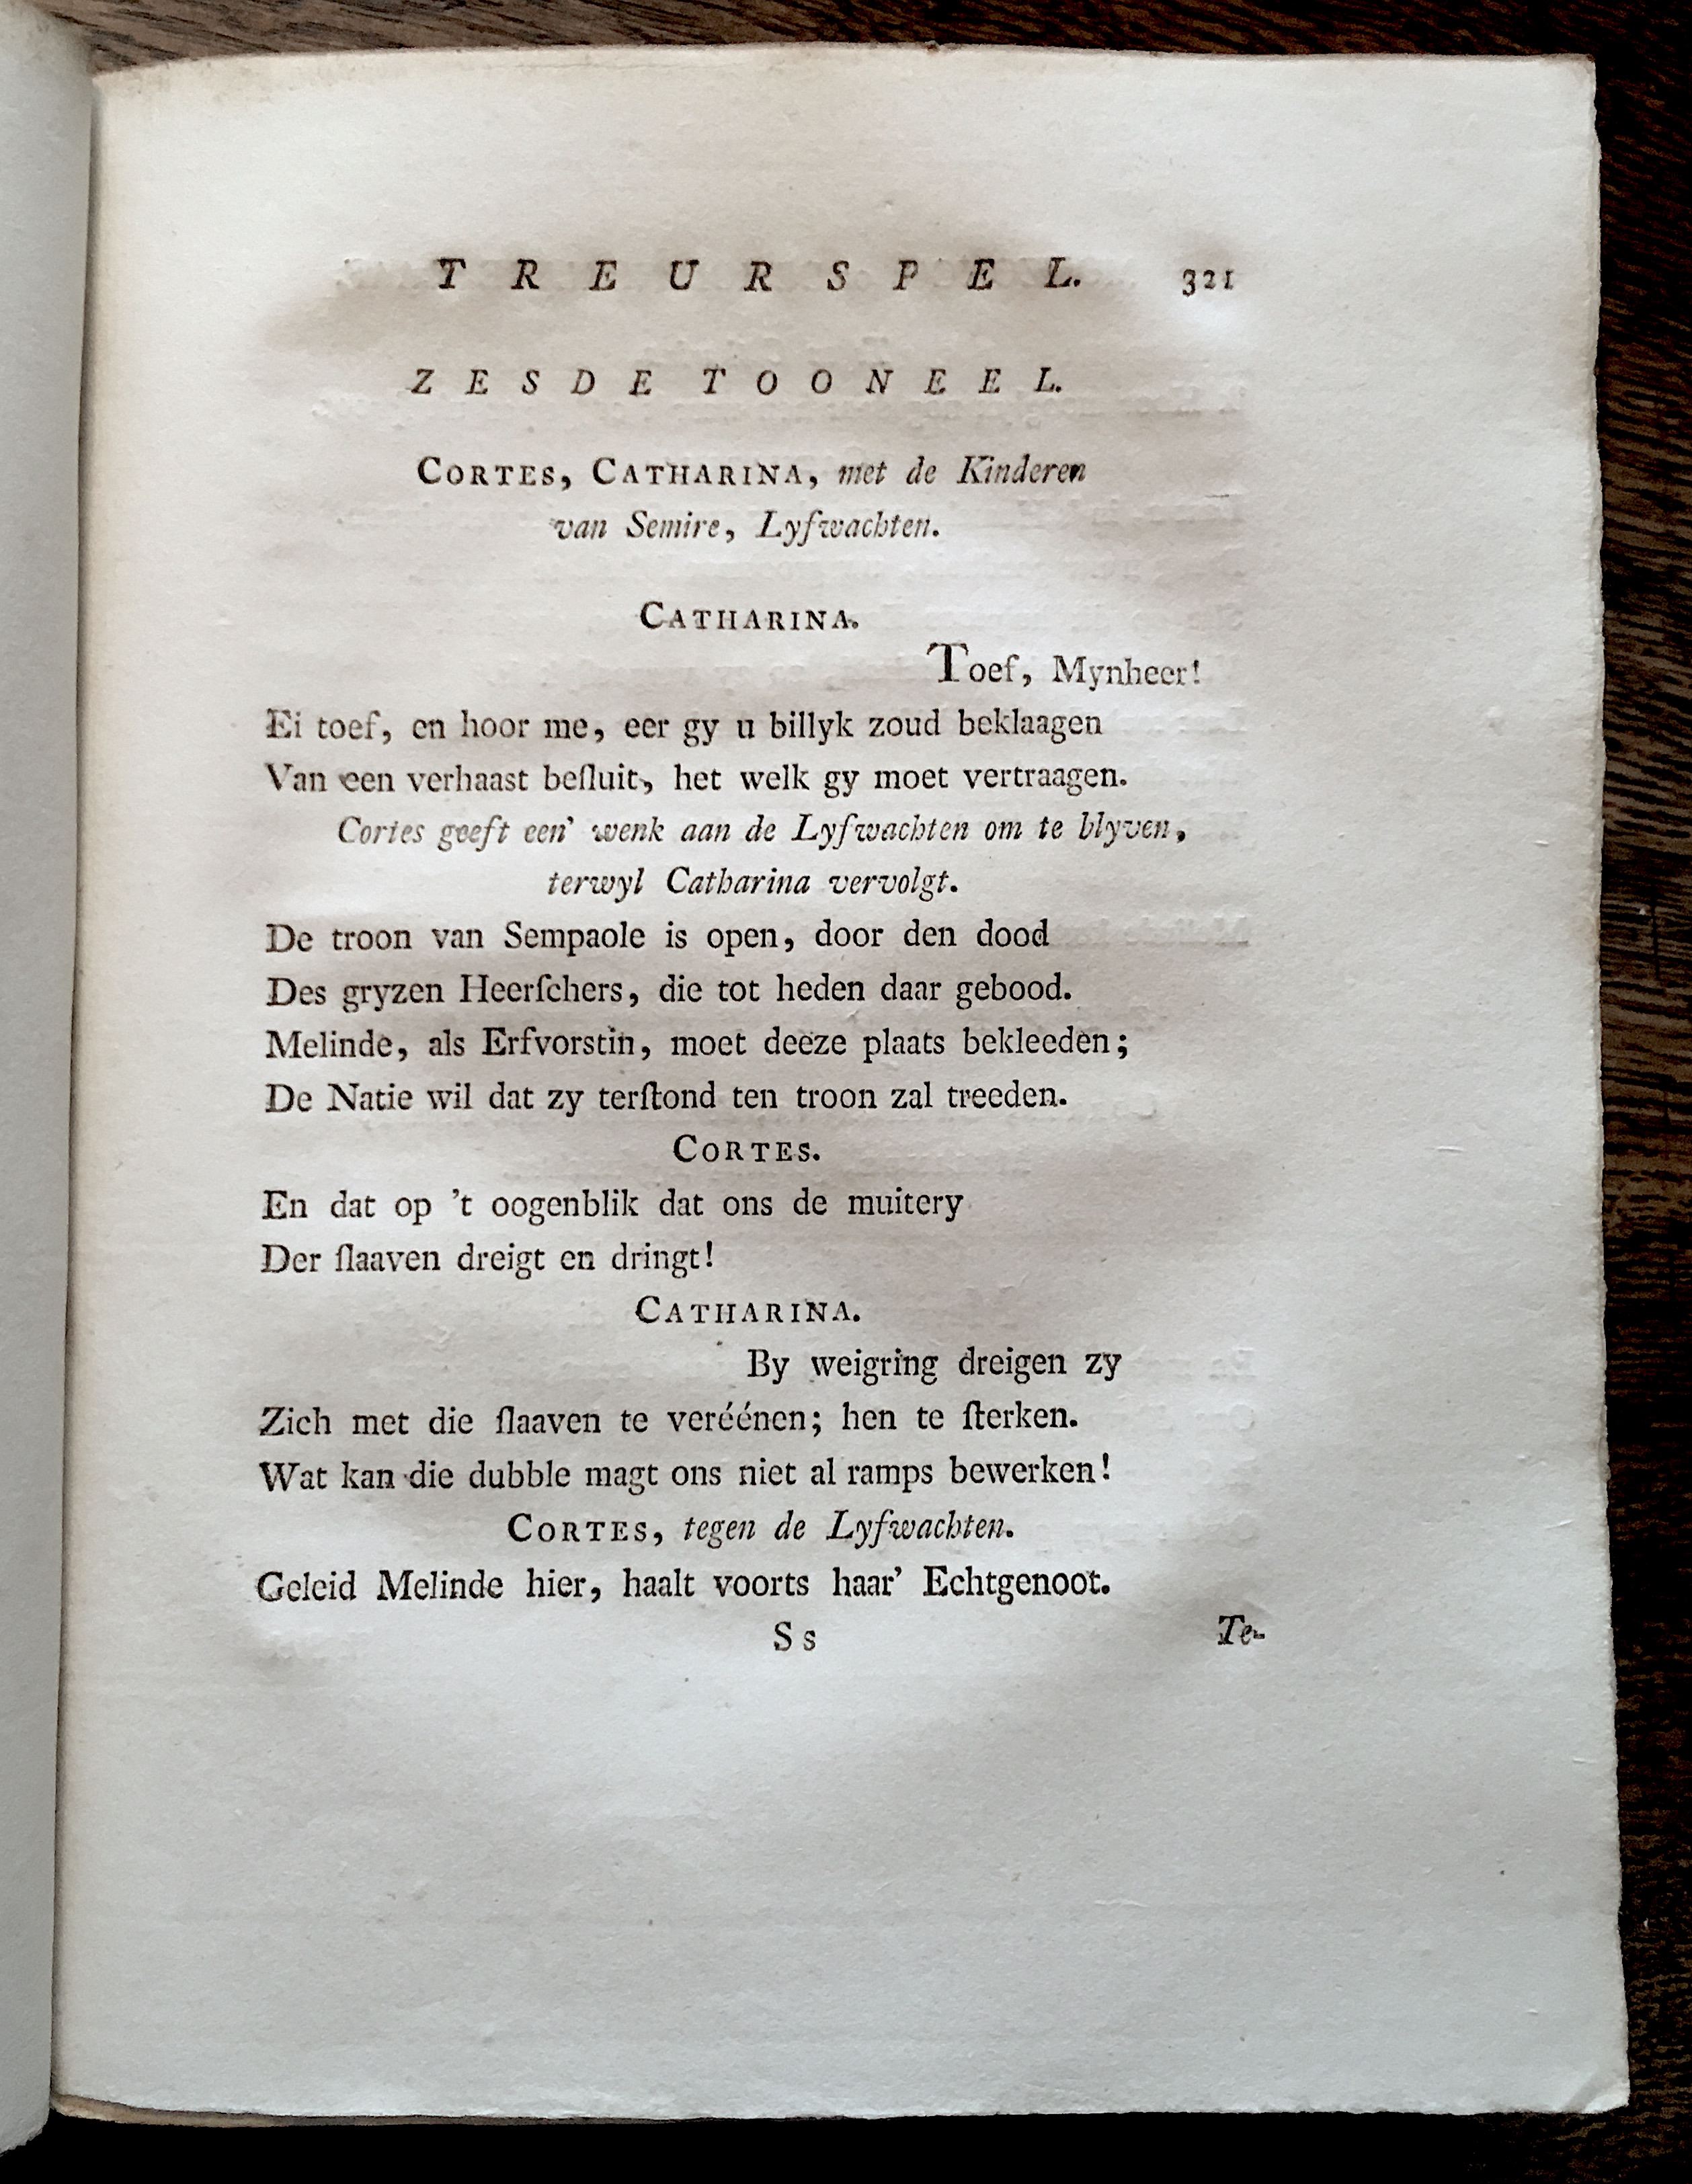 TREURSPEL. 321
ZESDE TOONEEL.
CORTES, CATHARINA, met de Kinderen
van Semire, Lyfwachten.
CATHARINA.
Toef, Mynheer!
Ei toef, en hoor me, eer gy u billyk zoud beklaagen
Van een verhaast beſluit, het welk gy moet vertraagen.
Cortes geeft een' wenk aan de Lyfwachten om te blyven,
terwyl Catharina vervolgt.
De troon van Sempaole is open, door den dood
Des gryzen Heerſchers, die tot heden daar gebood.
Melinde, als Erfvorstin, moet deeze plaats bekleeden;
De Natie wil dat zy terſtond ten troon zal treeden.
CORTES.
En dat op 't oogenblik dat ons de muitery
Der ſlaaven dreigt en dringt!
CATHARINA.
By weigring dreigen zy
Zich met die ſlaaven te veréénen; hen te ſterken.
Wat kan die dubble magt ons niet al ramps bewerken!
CORTES, tegen de Lyfwachten.
Geleid Melinde hier, haalt voorts haar' Echtgenoot.
Ss Te-